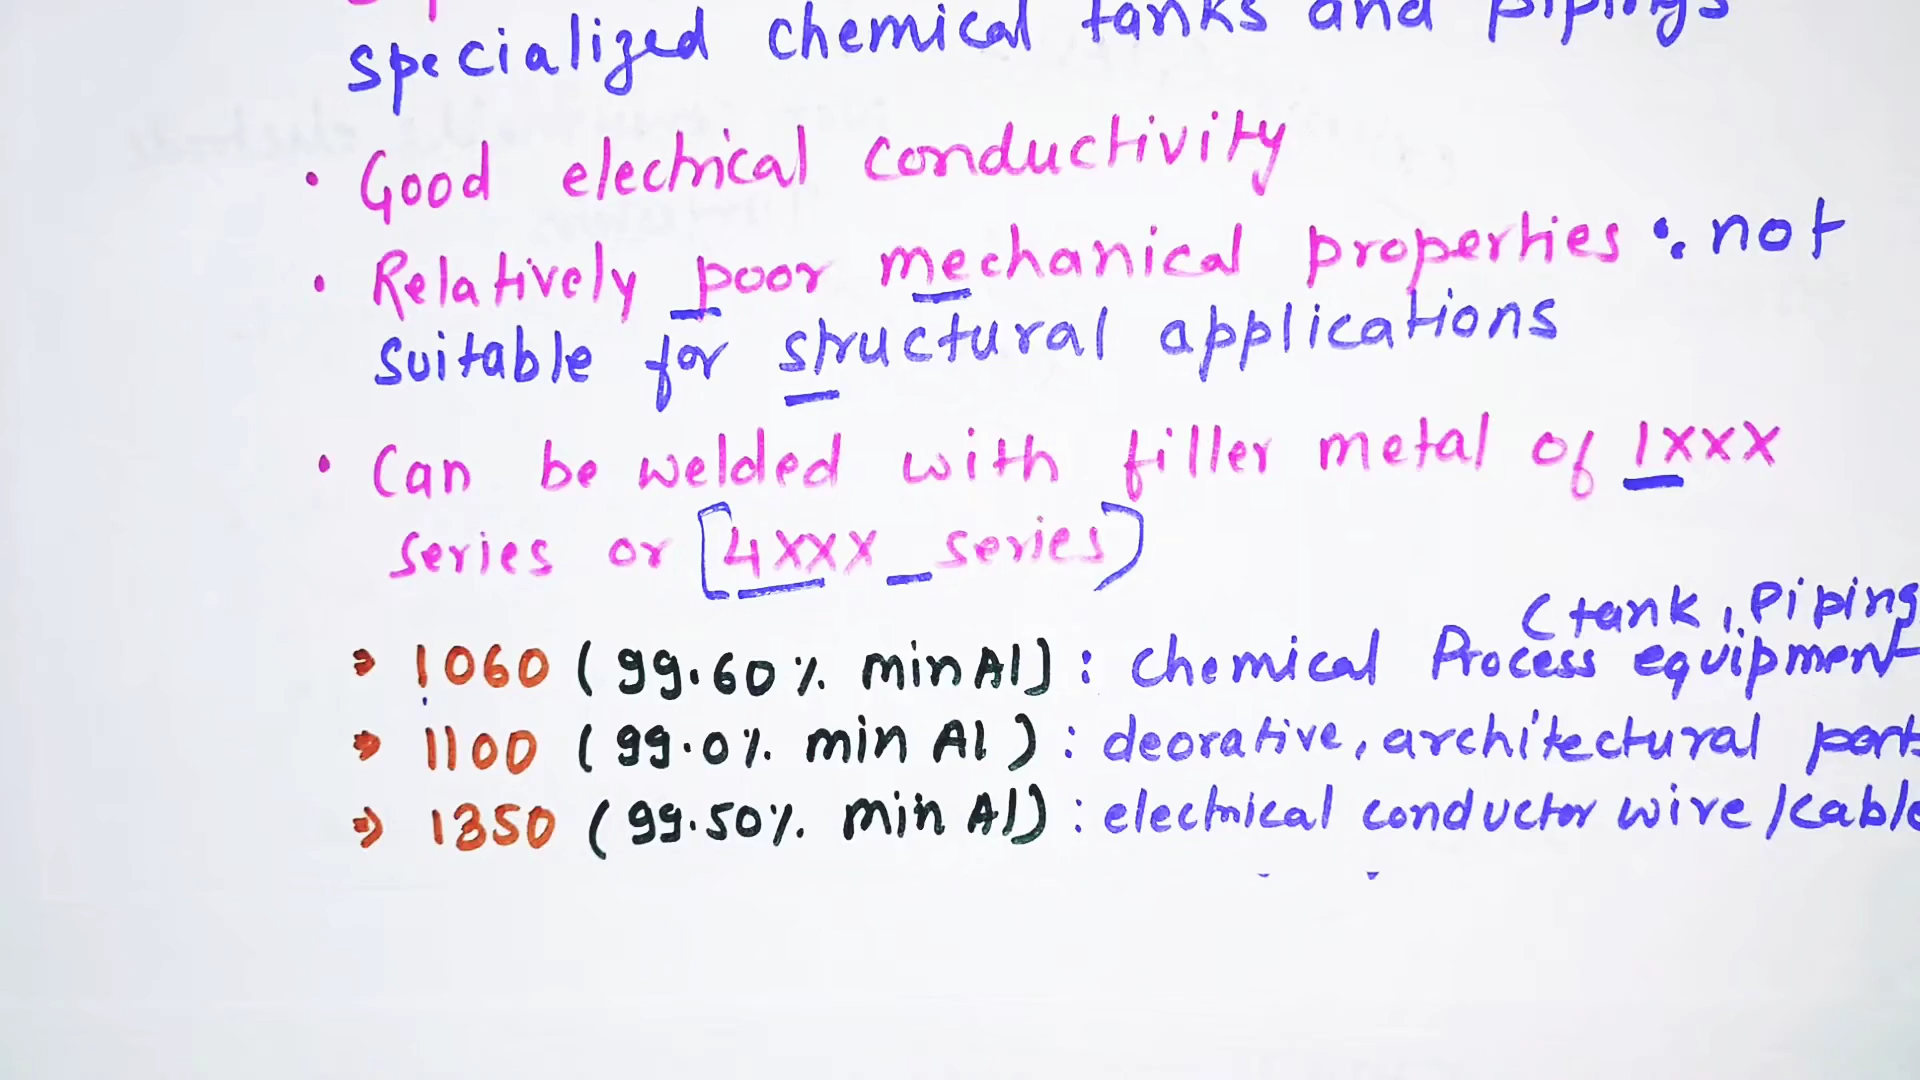 specialized chemical tanks and pipings
• Good electrical conductivity
• Relatively poor mechanical properties : not
suitable for structural applications
• Can be welded with filler metal of 1XXX
series or [4XXX series)
(tank, Piping
⇒ 1060 (99.60% min Al) : chemical Process equipment
⇒ 1100 (99.0% min Al) : deorative, architectural part
⇒ 1350 (99.50% min Al) : electrical conductor wire/cable